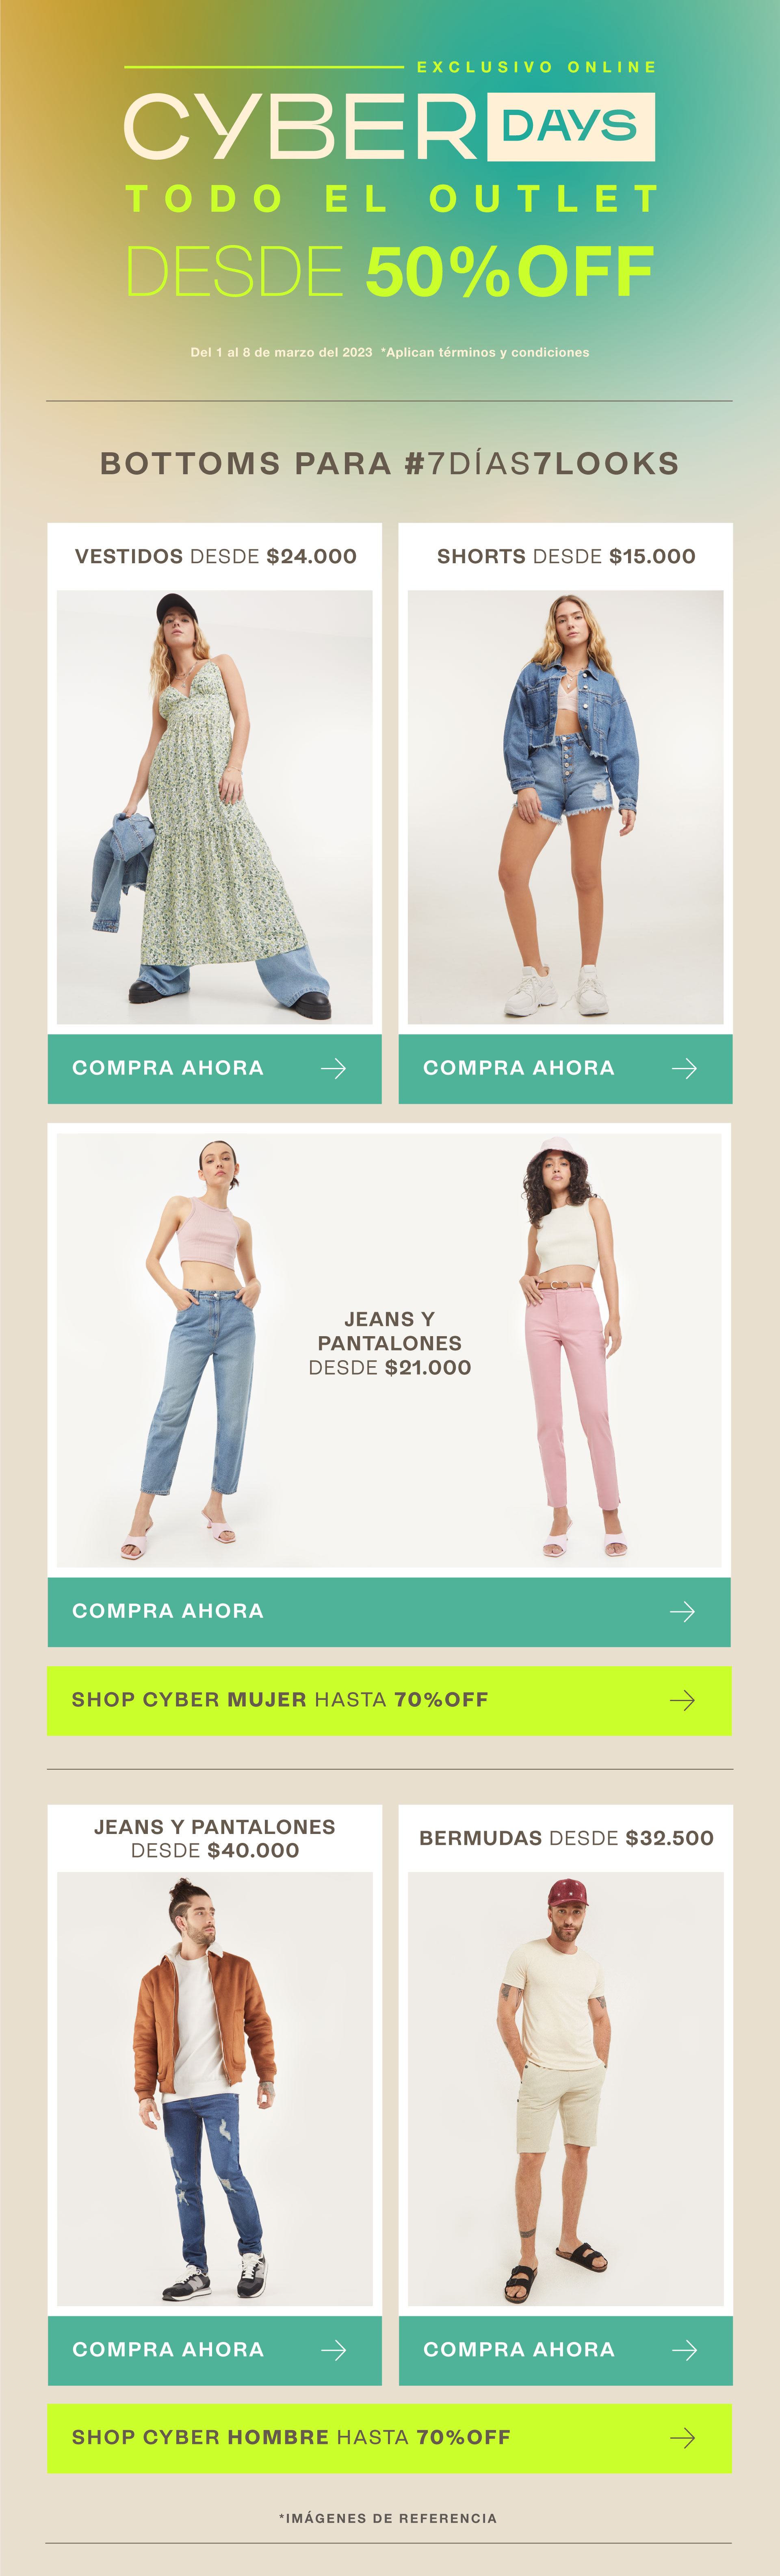 EXCLUSIVO ONLINE
CYBER DAYS
TODO EL OUTLET
DESDE 50%OFF
Del 1 al 8 de marzo del 2023 *Aplican términos y condiciones
BOTTOMS PARA #7DÍAS7LOOKS
VESTIDOS DESDE $24.000
SHORTS DESDE $15.000
COMPRA AHORA
COMPRA AHORA
JEANS Y
PANTALONES
DESDE $21.000
COMPRA AHORA
SHOP CYBER MUJER HASTA 70%OFF
JEANS Y PANTALONES
DESDE $40.000
BERMUDAS DESDE $32.500
COMPRA AHORA
COMPRA AHORA
SHOP CYBER HOMBRE HASTA 70%OFF
*IMÁGENES DE REFERENCIA